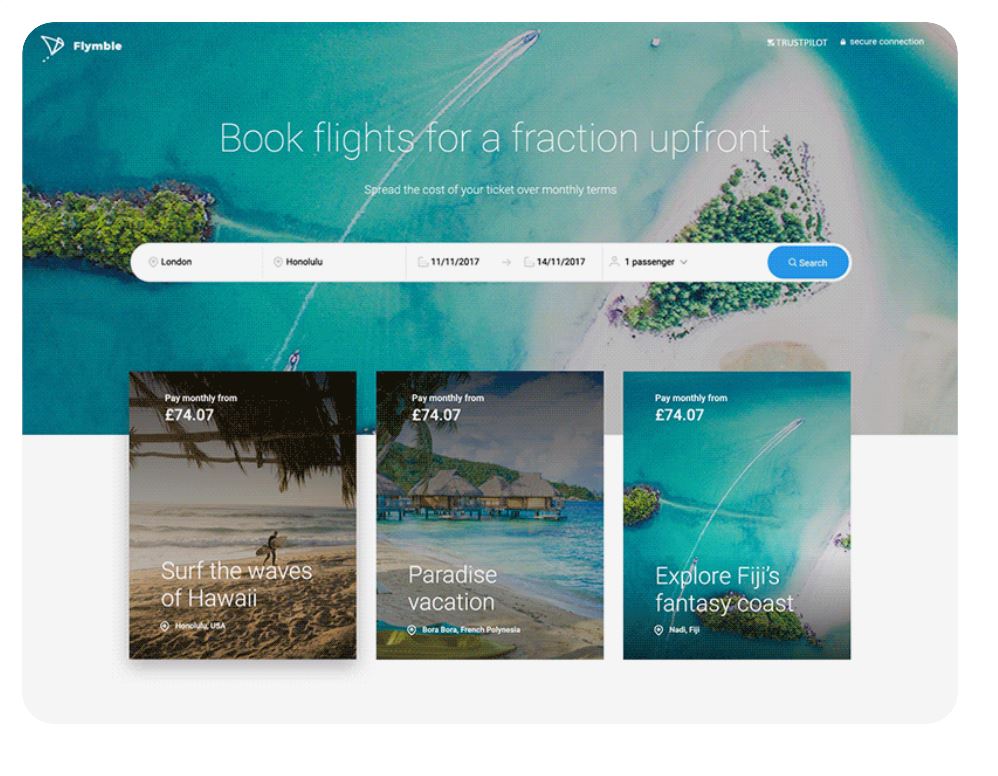 Flymble
TRUSTPILOT
secure connection
Book flights for a fraction upfront
Spread the cost of your ticket over monthly terms
London
Honolulu
11/11/2017
14/11/2017
1 passenger
Search
Pay monthly from
£74.07
Surf the waves
of Hawaii
Honolulu, USA
Pay monthly from
£74.07
Paradise
vacation
Bora Bora, French Polynesia
Pay monthly from
£74.07
Explore Fiji's
fantasy coast
Nadi, Fiji